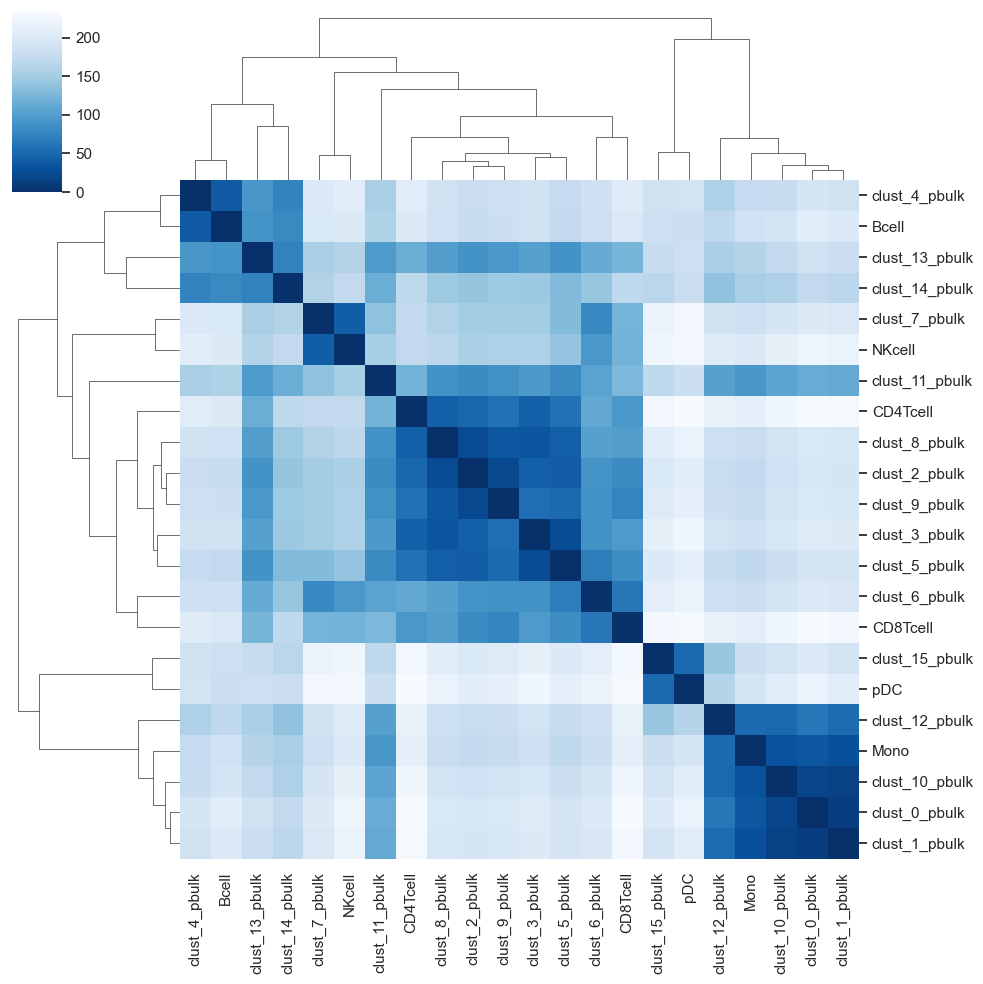 200
150
100
50
0
clust_4_pbulk
Bcell
clust_13_pbulk
clust_14_pbulk
clust_7_pbulk
NKcell
clust_11_pbulk
CD4Tcell
clust_8_pbulk
clust_2_pbulk
clust_9_pbulk
clust_3_pbulk
clust_5_pbulk
clust_6_pbulk
CD8Tcell
clust_15_pbulk
pDC
clust_12_pbulk
Mono
clust_10_pbulk
clust_0_pbulk
clust_1_pbulk
clust_4_pbulk
Bcell
clust_13_pbulk
clust_14_pbulk
clust_7_pbulk
NKcell
clust_11_pbulk
CD4Tcell
clust_8_pbulk
clust_2_pbulk
clust_9_pbulk
clust_3_pbulk
clust_5_pbulk
clust_6_pbulk
CD8Tcell
clust_15_pbulk
pDC
clust_12_pbulk
Mono
clust_10_pbulk
clust_0_pbulk
clust_1_pbulk